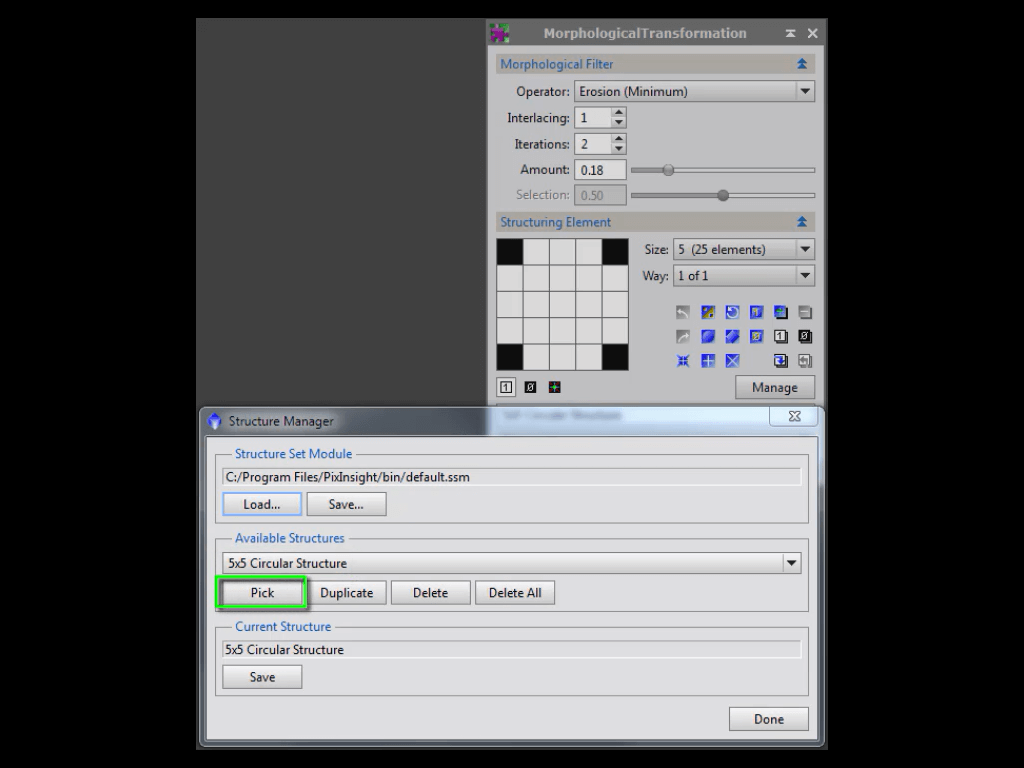 MorphologicalTransformation
Morphological Filter
Operator: Erosion (Minimum)
Interlacing: 1
Iterations: 2
Amount: 0.18
Selection: 0.50
Structuring Element
Size: 5 (25 elements)
Way: 1 of 1
Manage
5x5 Circular Structure
Structure Manager
Structure Set Module
C:/Program Files/PixInsight/bin/default.ssm
Load... Save...
Available Structures
5x5 Circular Structure
Pick Duplicate Delete Delete All
Current Structure
5x5 Circular Structure
Save
Done